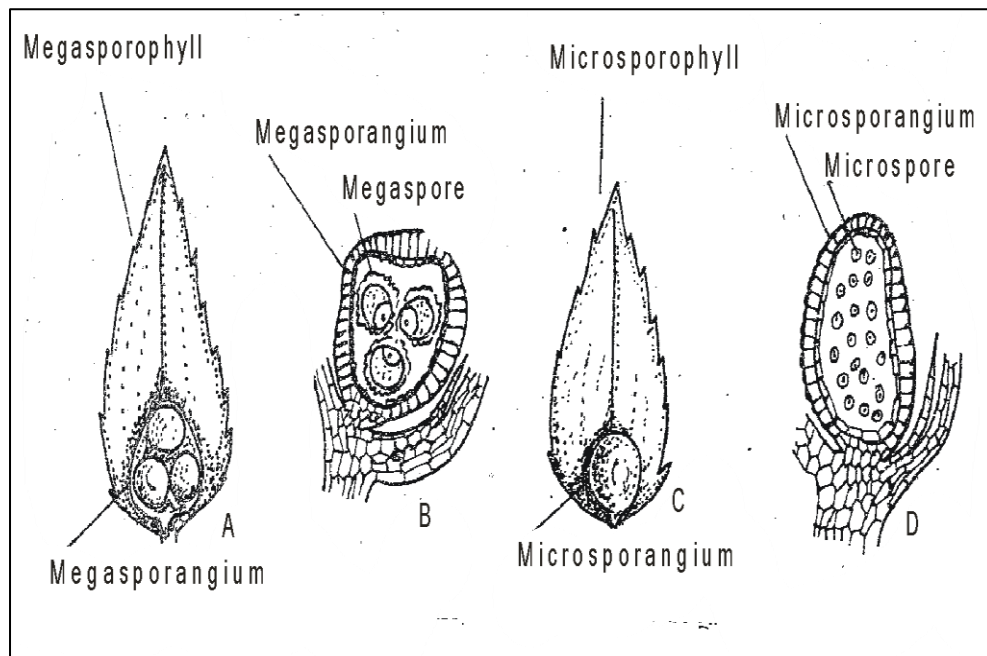 Megasporophyll
Megasporangium
Megaspore
Microsporophyll
Microsporangium
Microspore
A
B
C
D
Megasporangium
Microsporangium